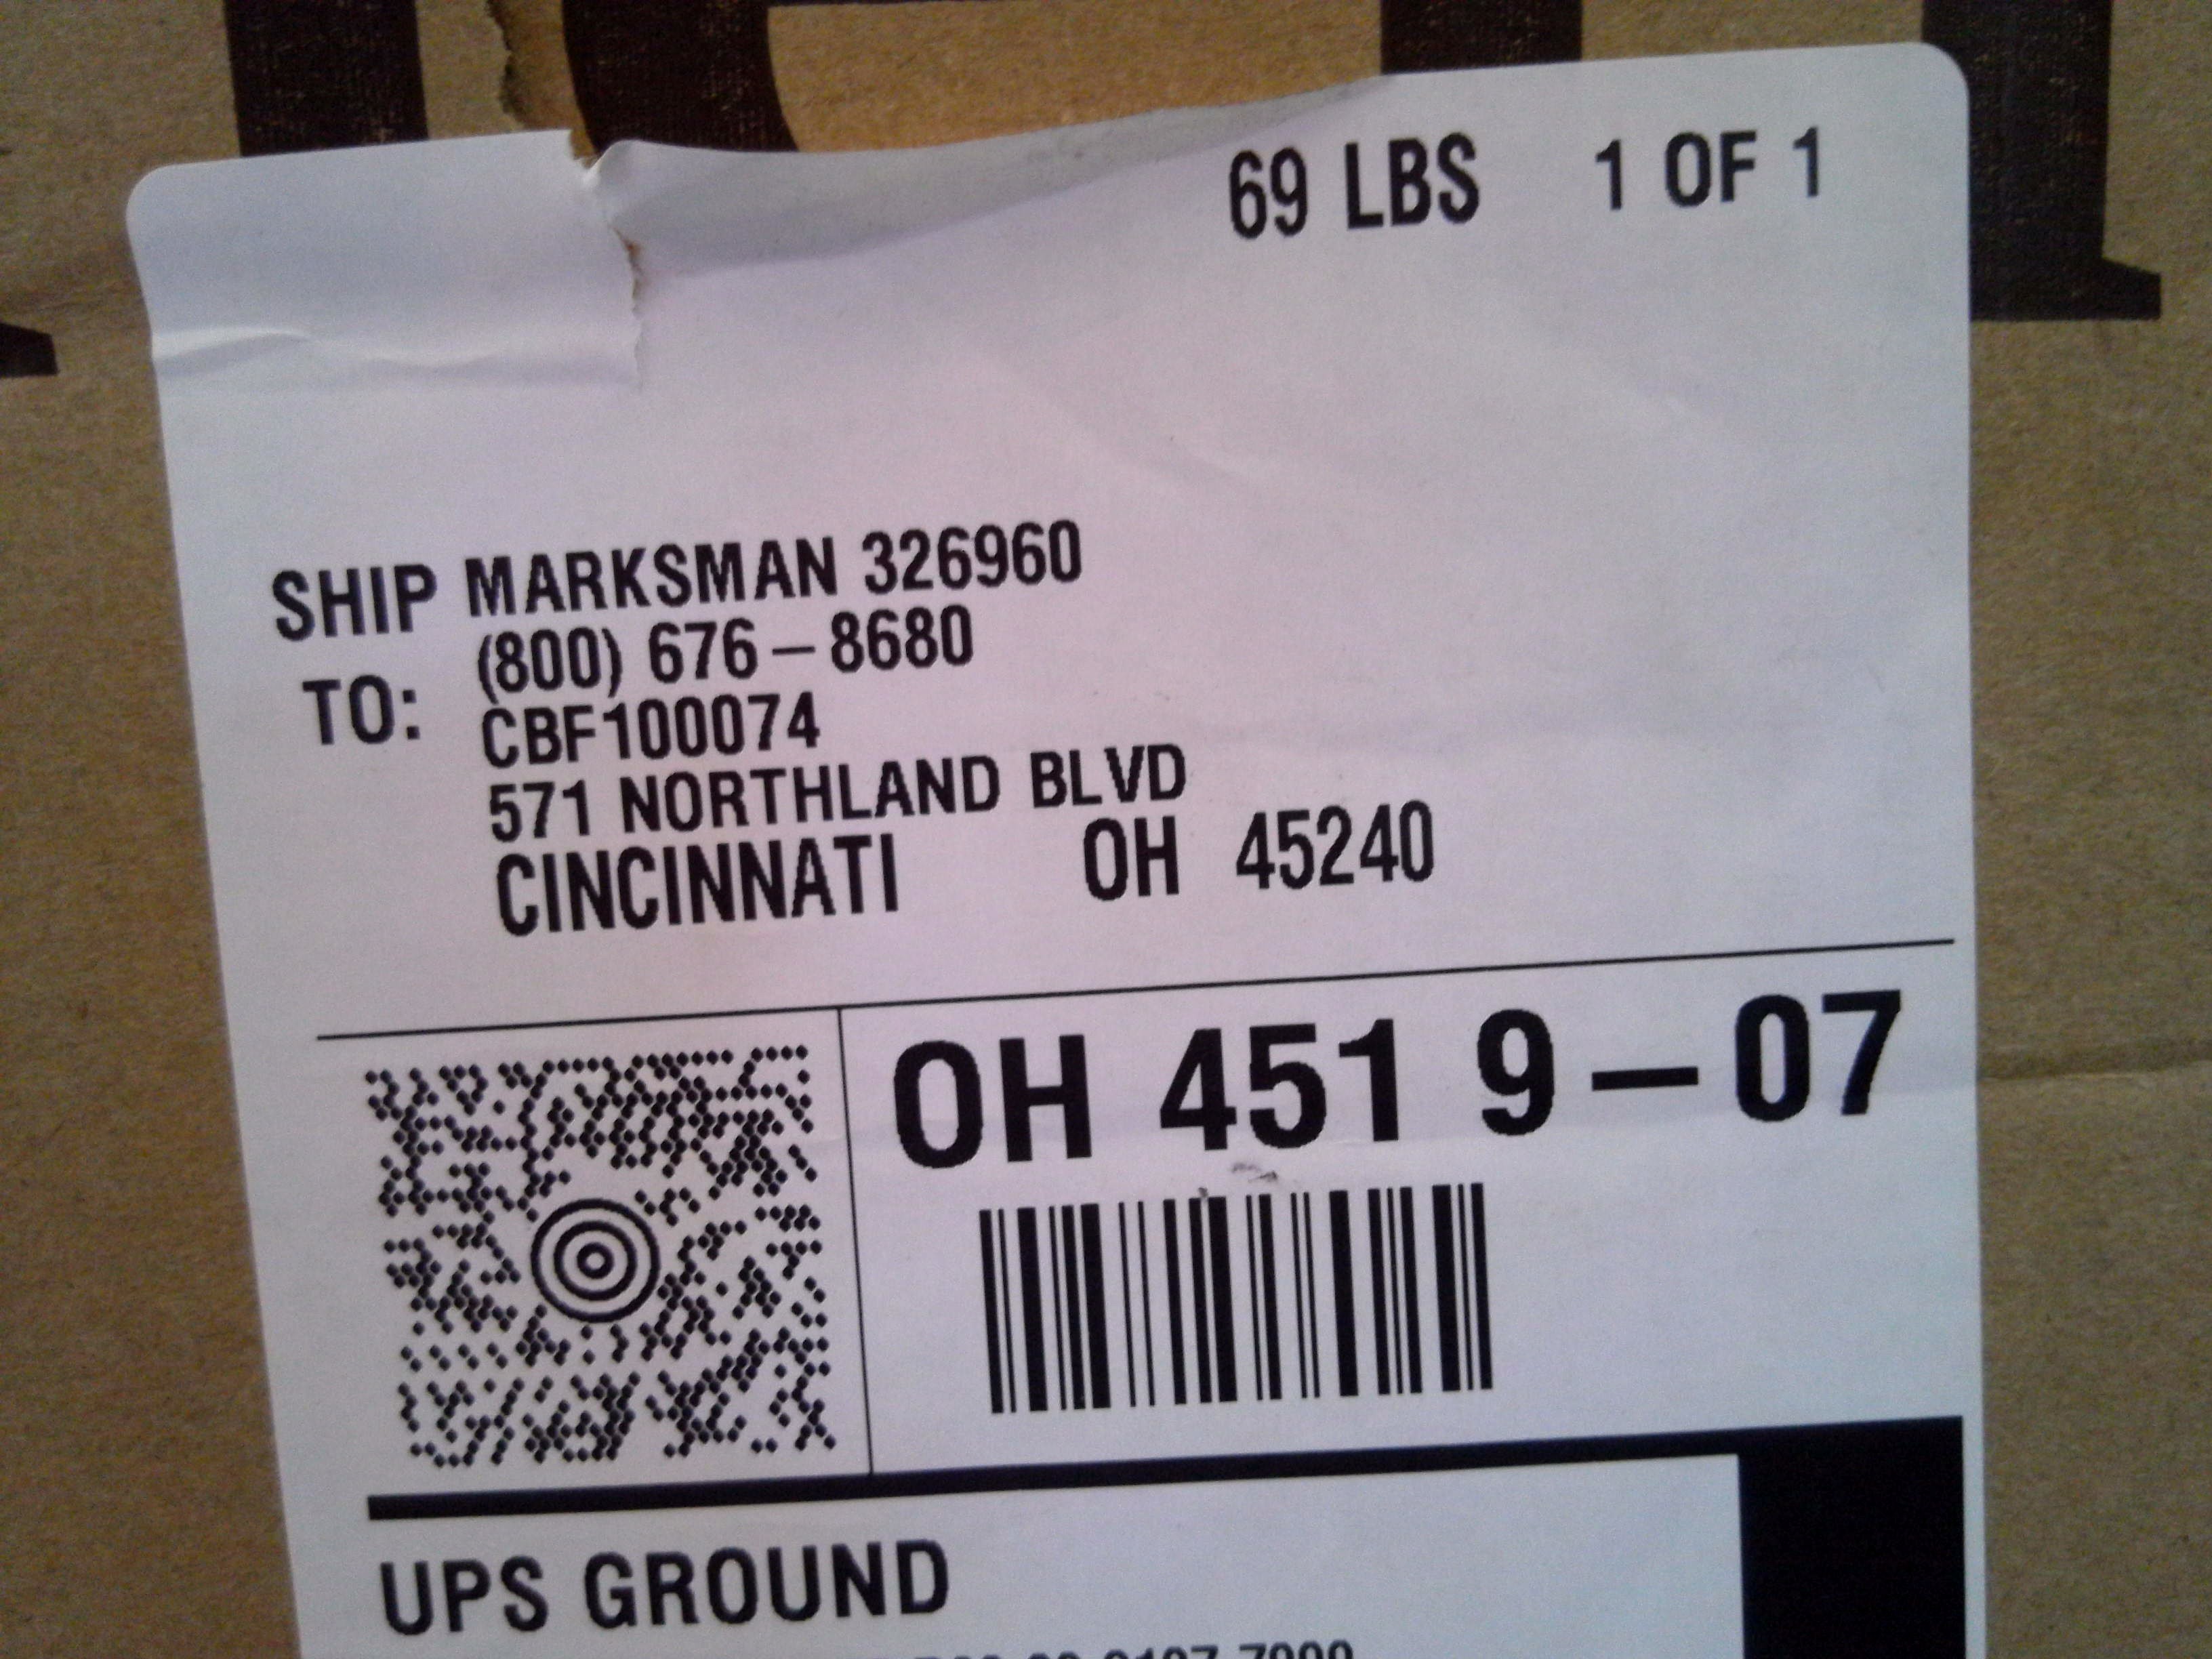 69 LBS 1 OF 1
SHIP MARKSMAN 326960
(800) 676-8680
TO: CBF100074
571 NORTHLAND BLVD
CINCINNATI OH 45240
OH 451 9-07
UPS GROUND